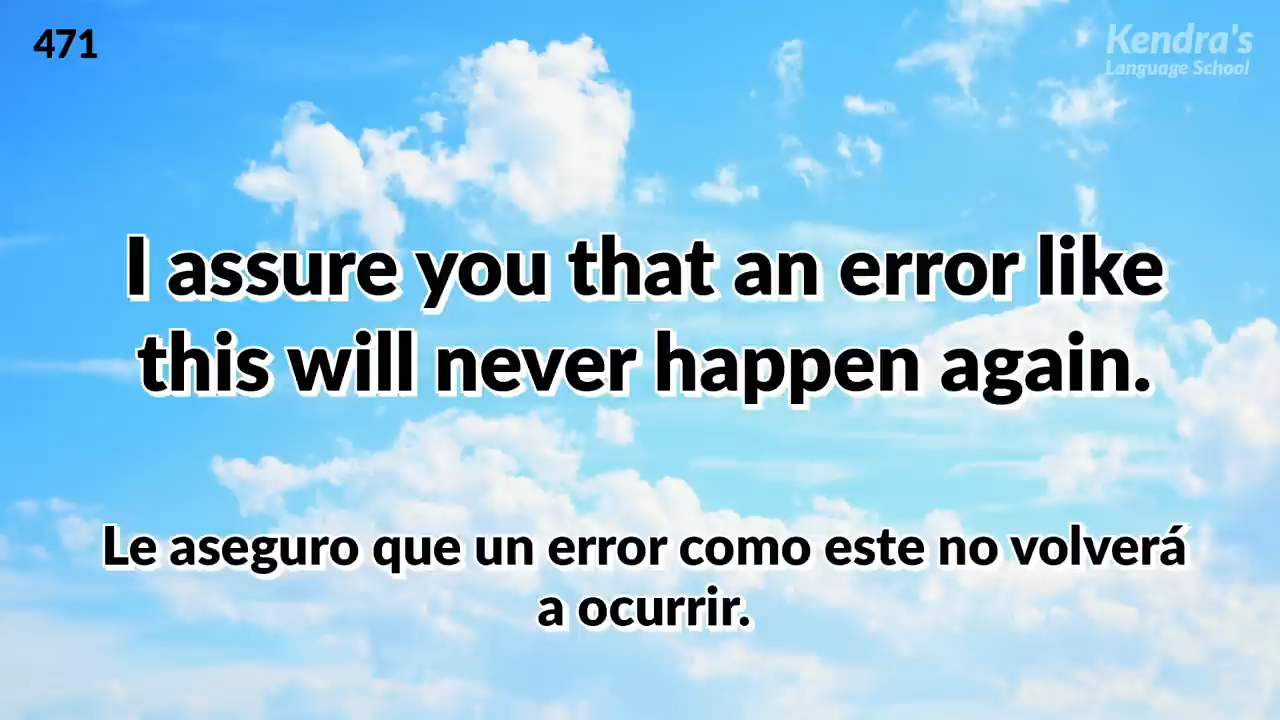 471
Kendra's
Language School
I assure you that an error like
this will never happen again.
Le aseguro que un error como este no volverá
a ocurrir.